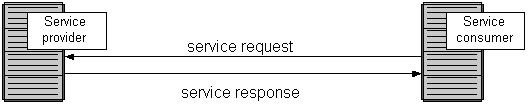 Service
provider
Service
consumer
service request
service response